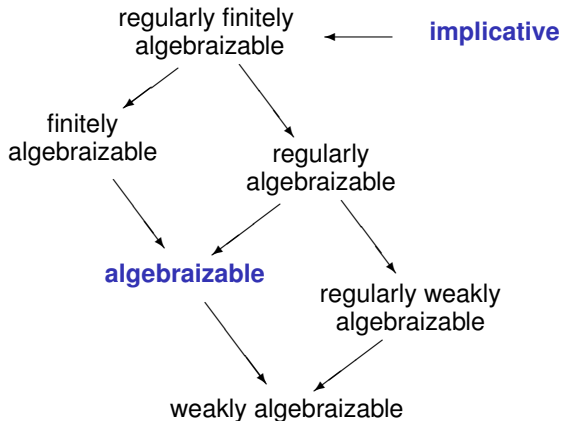 regularly finitely
algebraizable
implicative
finitely
algebraizable
regularly
algebraizable
algebraizable
regularly weakly
algebraizable
weakly algebraizable